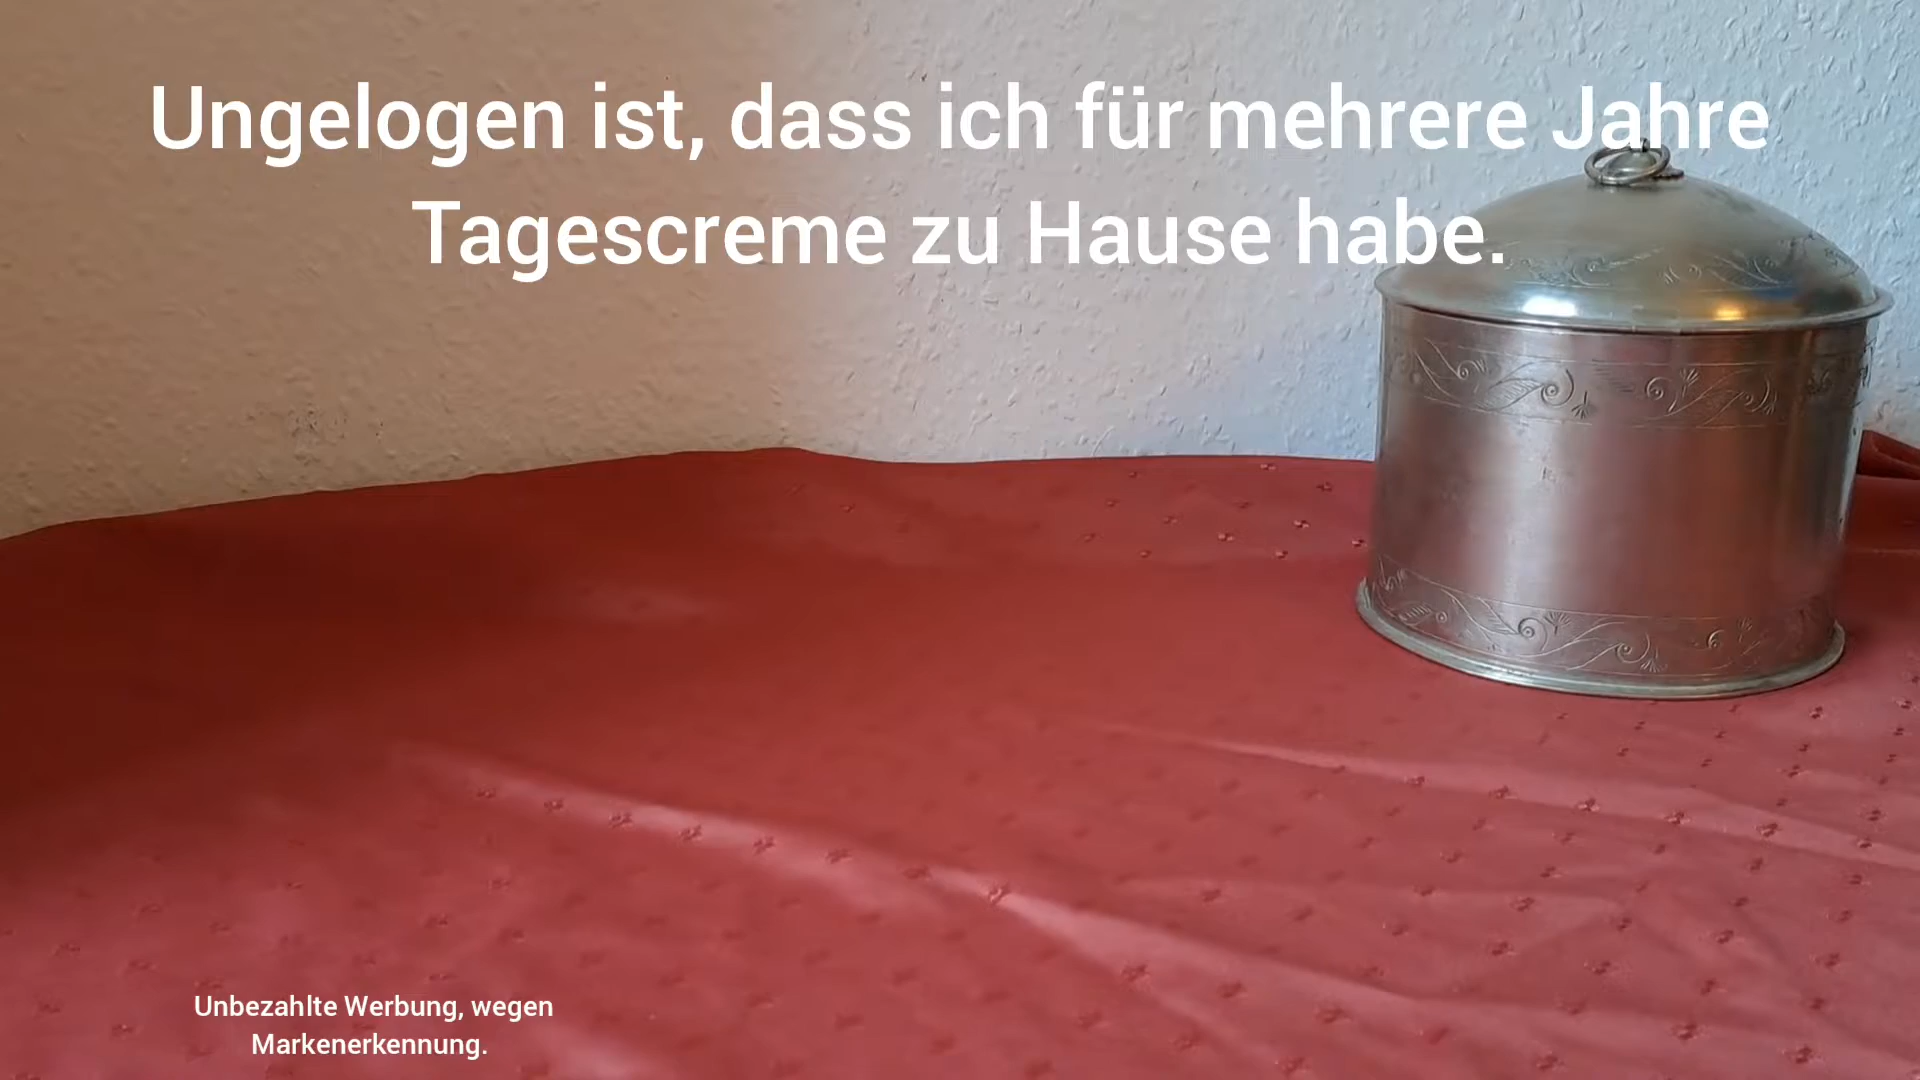 Ungelogen ist, dass ich für mehrere Jahre
Tagescreme zu Hause habe.
Unbezahlte Werbung, wegen
Markenerkennung.